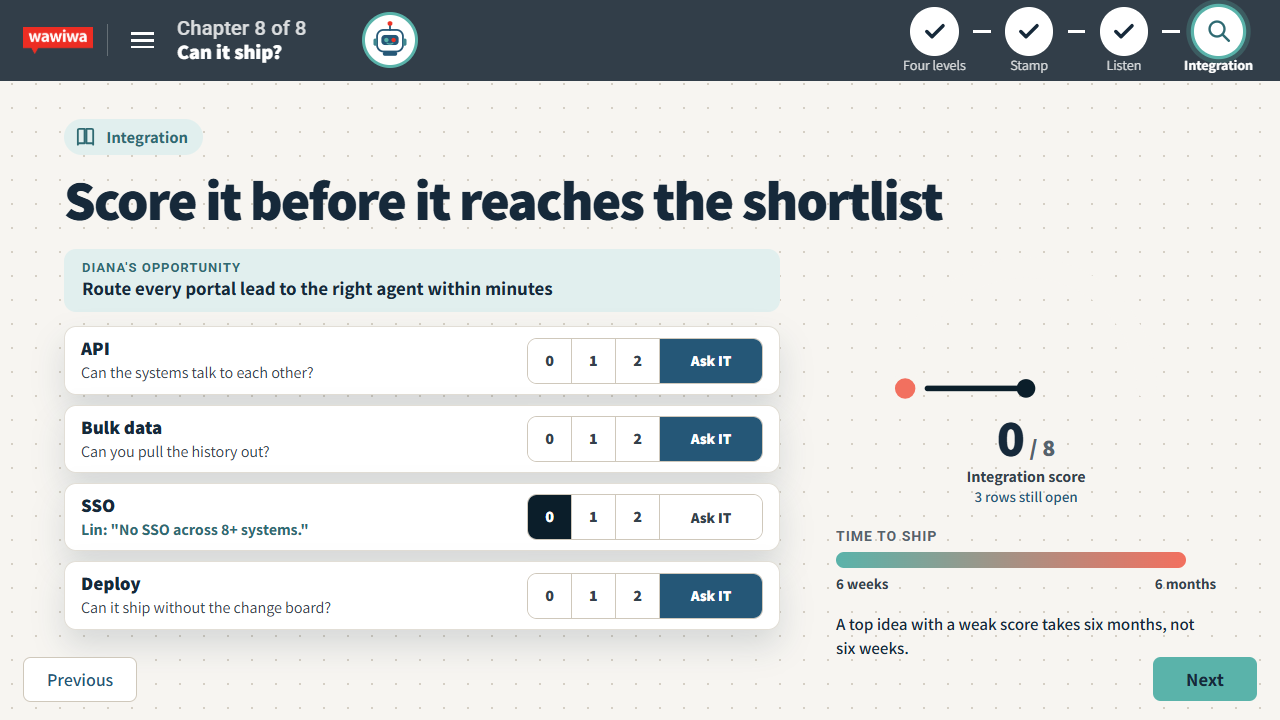 wawiwa
Chapter 8 of 8
Can it ship?
Four levels
Stamp
Listen
Integration
Integration
Score it before it reaches the shortlist
DIANA'S OPPORTUNITY
Route every portal lead to the right agent within minutes
API
Can the systems talk to each other?
0 1 2 Ask IT
Bulk data
Can you pull the history out?
0 1 2 Ask IT
SSO
Lin: "No SSO across 8+ systems."
0 1 2 Ask IT
Deploy
Can it ship without the change board?
0 1 2 Ask IT
0 / 8
Integration score
3 rows still open
TIME TO SHIP
6 weeks 6 months
A top idea with a weak score takes six months, not
six weeks.
Previous
Next